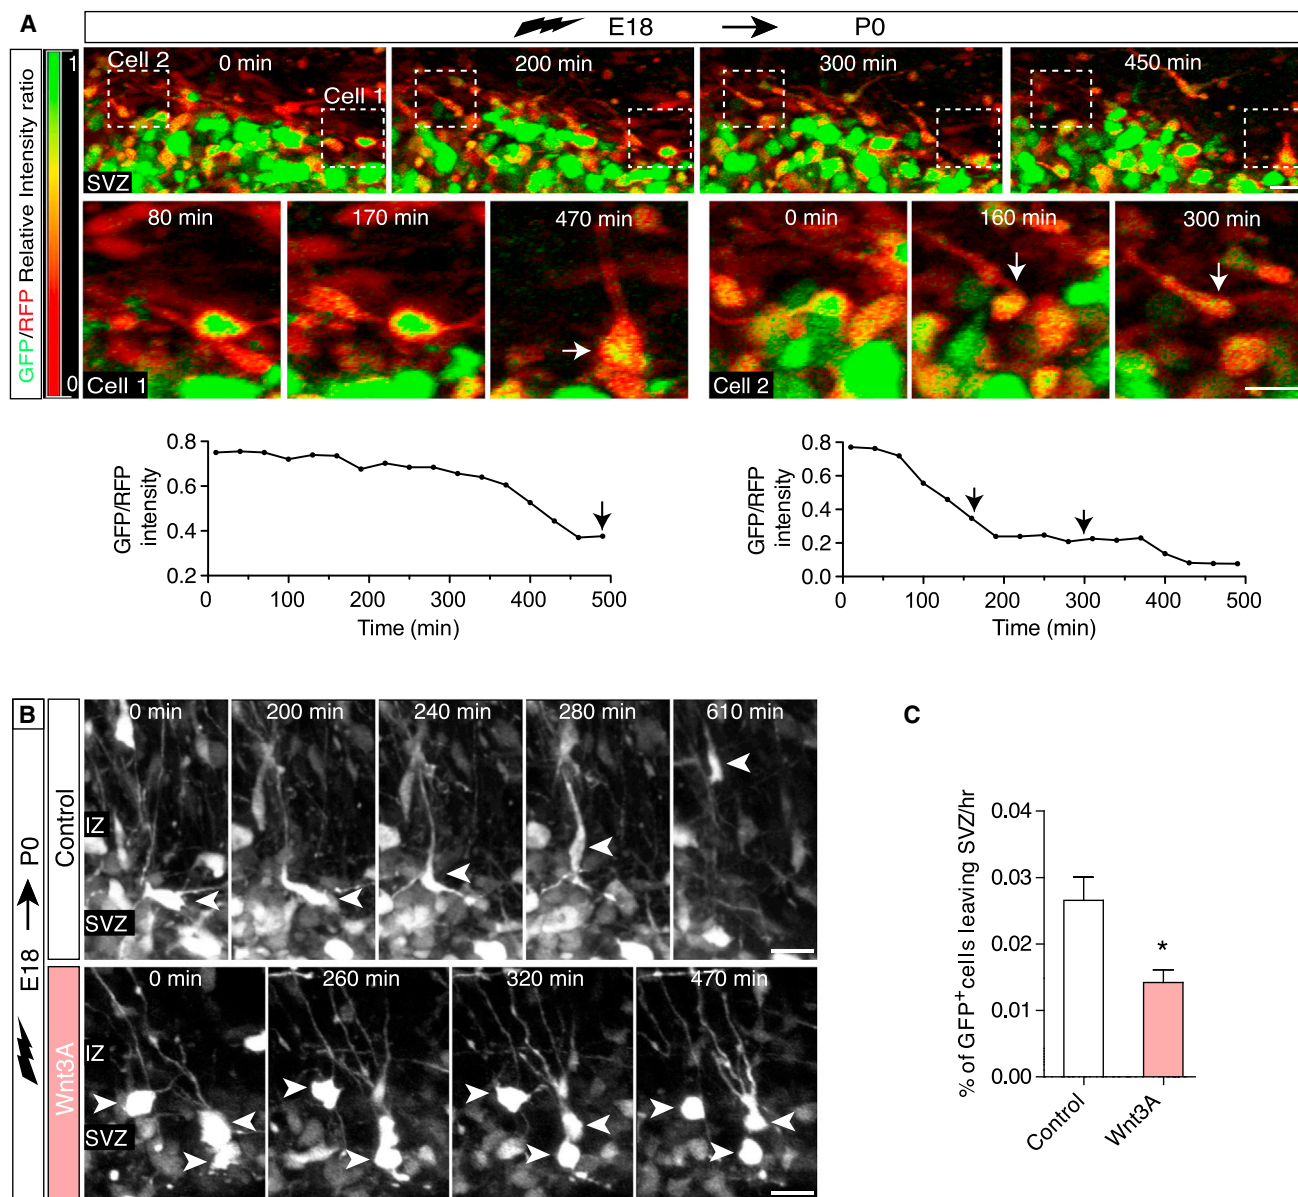 A
E18 P0
GFP/RFP Relative Intensity ratio
1
0
Cell 2
0 min
Cell 1
SVZ
200 min
300 min
450 min
80 min
Cell 1
170 min
470 min
0 min
Cell 2
160 min
300 min
GFP/RFP
intensity
0.8
0.6
0.4
0.2
0 100 200 300 400 500
Time (min)
GFP/RFP
intensity
0.8
0.6
0.4
0.2
0.0
0 100 200 300 400 500
Time (min)
B
E18 P0
Control
0 min
IZ
SVZ
200 min
240 min
280 min
610 min
Wnt3A
0 min
IZ
SVZ
260 min
320 min
470 min
C
% of GFP+ cells leaving SVZ/hr
0.04
0.03
0.02
0.01
0.00
*
Control
Wnt3A